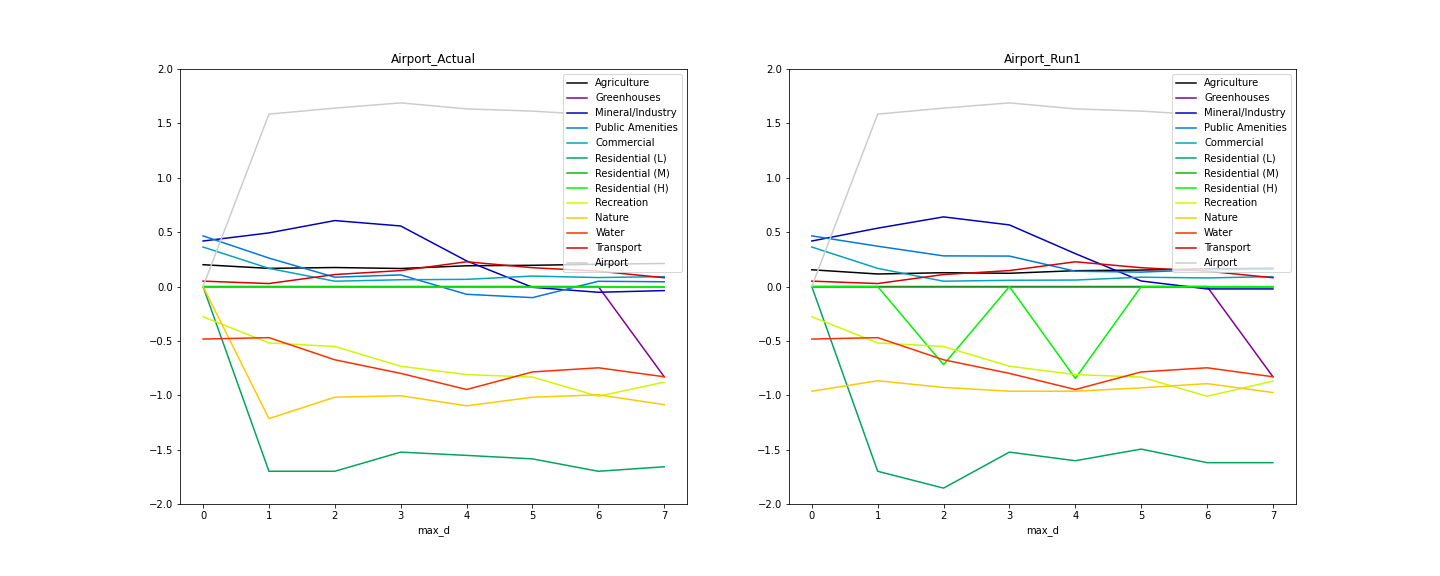 Airport_Actual
2.0
1.5
1.0
0.5
0.0
−0.5
−1.0
−1.5
−2.0
0 1 2 3 4 5 6 7
max_d
Agriculture
Greenhouses
Mineral/Industry
Public Amenities
Commercial
Residential (L)
Residential (M)
Residential (H)
Recreation
Nature
Water
Transport
Airport
Airport_Run1
2.0
1.5
1.0
0.5
0.0
−0.5
−1.0
−1.5
−2.0
0 1 2 3 4 5 6 7
max_d
Agriculture
Greenhouses
Mineral/Industry
Public Amenities
Commercial
Residential (L)
Residential (M)
Residential (H)
Recreation
Nature
Water
Transport
Airport